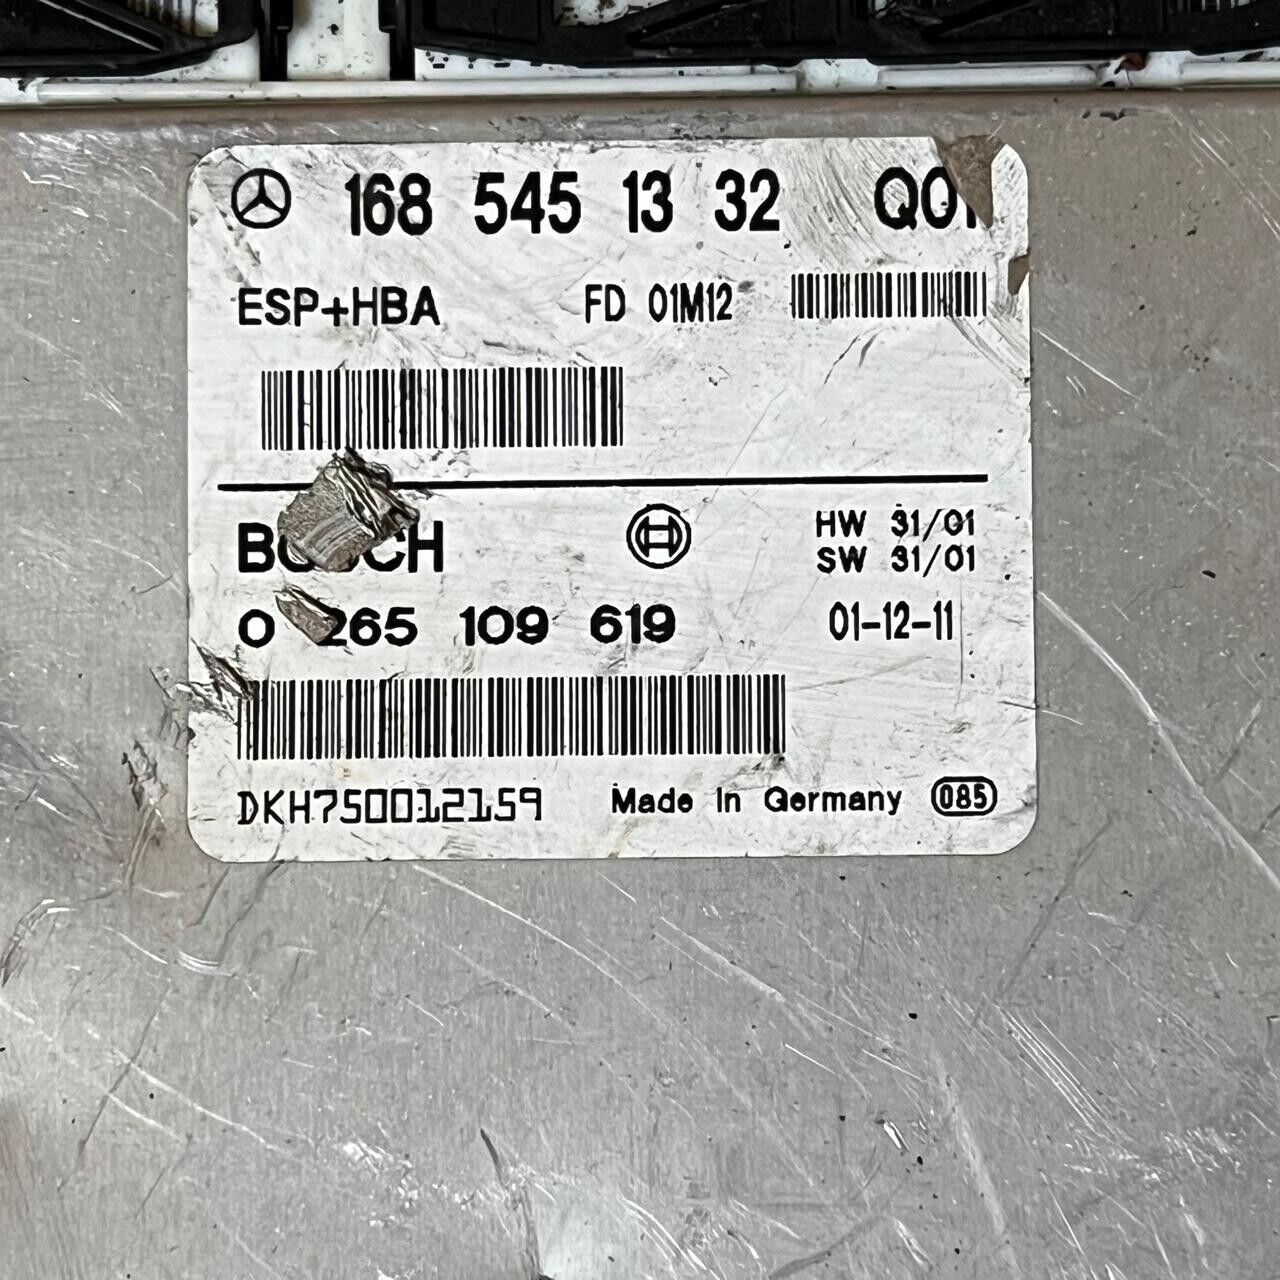 168 545 13 32 Q01
ESP+HBA FD 01M12
BOSCH HW 31/01
SW 31/01
0 265 109 619 01-12-11
DKH750012159 Made In Germany 085